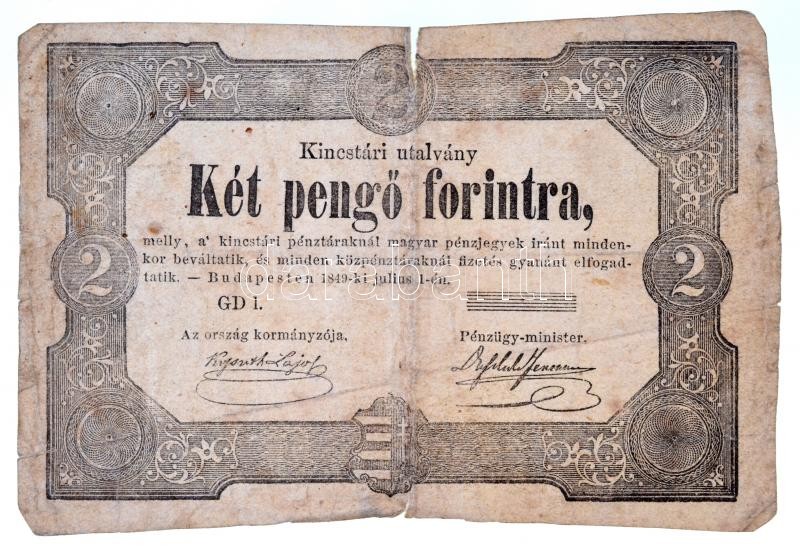 2
Kincstári utalvány
Két pengő forintra,
melly, a' kincstári pénztáraknál magyar pénzjegyek iránt minden-
kor beváltatik, és minden közpénztáraknál fizetés gyanánt elfogad-
tatik. — Budapesten 1849-ki julius 1-én.
2 2
darabanth
GD 1.
Az ország kormányzója, Pénzügy-minister.
Kossuth Lajos